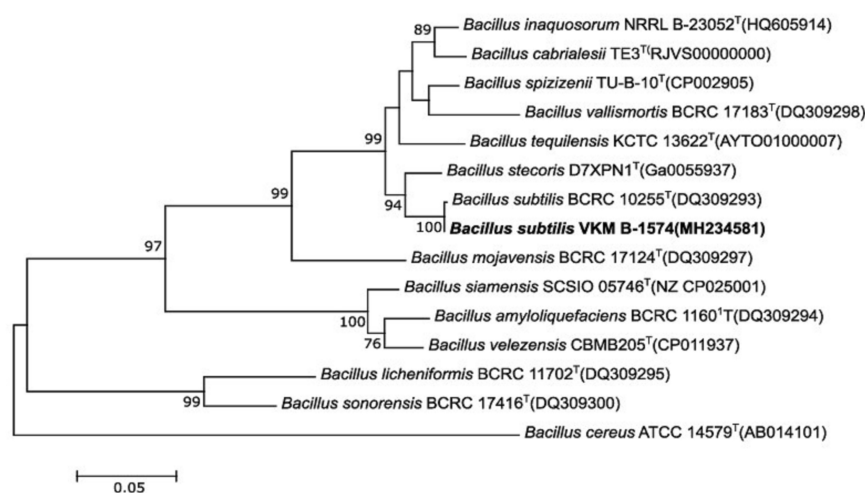 89
Bacillus inaquosorum NRRL B-23052ᵀ(HQ605914)
Bacillus cabrialesii TE3ᵀ⁽RJVS00000000)
Bacillus spizizenii TU-B-10ᵀ(CP002905)
Bacillus vallismortis BCRC 17183ᵀ(DQ309298)
99
Bacillus tequilensis KCTC 13622ᵀ(AYTO01000007)
Bacillus stecoris D7XPN1ᵀ(Ga0055937)
99
94
Bacillus subtilis BCRC 10255ᵀ(DQ309293)
100
Bacillus subtilis VKM B-1574(MH234581)
97
Bacillus mojavensis BCRC 17124ᵀ(DQ309297)
Bacillus siamensis SCSIO 05746ᵀ(NZ CP025001)
100
Bacillus amyloliquefaciens BCRC 1160¹T(DQ309294)
76
Bacillus velezensis CBMB205ᵀ(CP011937)
Bacillus licheniformis BCRC 11702ᵀ(DQ309295)
99
Bacillus sonorensis BCRC 17416ᵀ(DQ309300)
Bacillus cereus ATCC 14579ᵀ(AB014101)
0.05